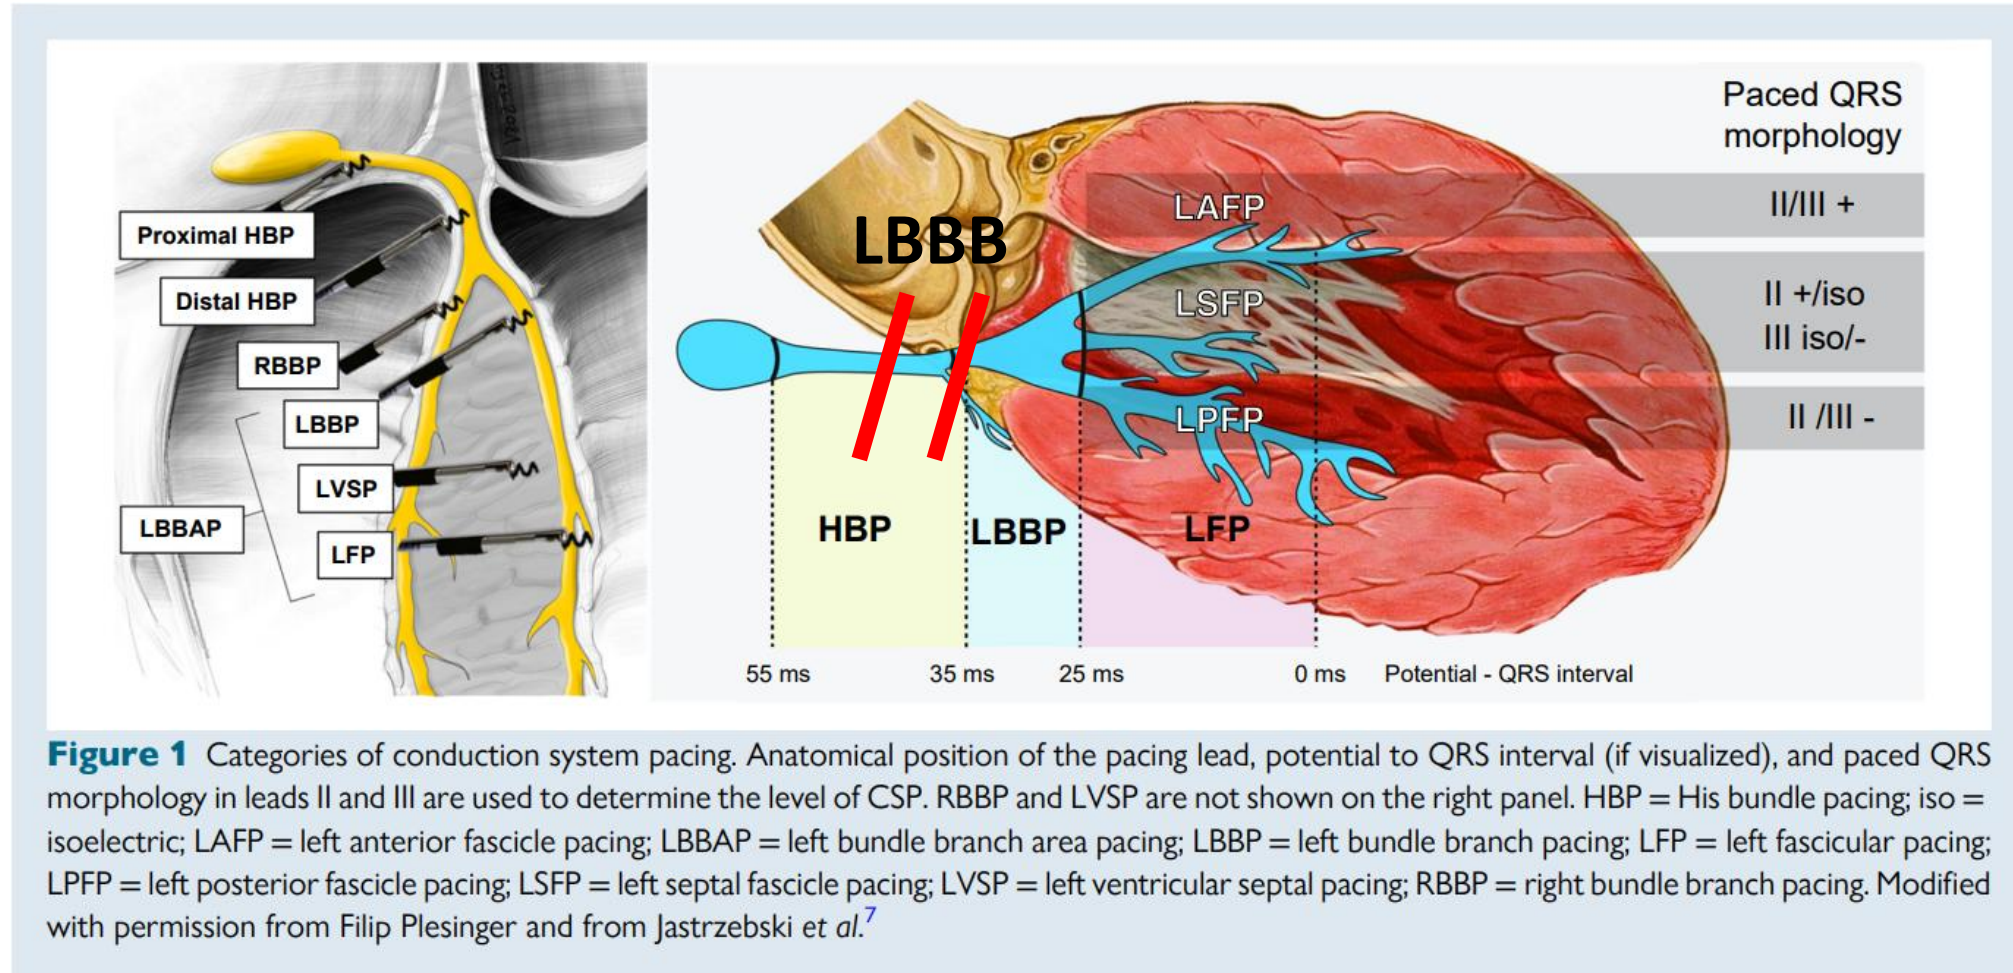 Proximal HBP
Distal HBP
RBBP
LBBP
LVSP
LBBAP
LFP
LBBB
LAFP
LSFP
LPFP
HBP
LBBP
LFP
55 ms
35 ms
25 ms
0 ms
Potential - QRS interval
Paced QRS
morphology
II/III +
II +/iso
III iso/-
II /III -
Figure 1 Categories of conduction system pacing. Anatomical position of the pacing lead, potential to QRS interval (if visualized), and paced QRS
morphology in leads II and III are used to determine the level of CSP. RBBP and LVSP are not shown on the right panel. HBP = His bundle pacing; iso =
isoelectric; LAFP = left anterior fascicle pacing; LBBAP = left bundle branch area pacing; LBBP = left bundle branch pacing; LFP = left fascicular pacing;
LPFP = left posterior fascicle pacing; LSFP = left septal fascicle pacing; LVSP = left ventricular septal pacing; RBBP = right bundle branch pacing. Modified
with permission from Filip Plesinger and from Jastrzebski et al.7